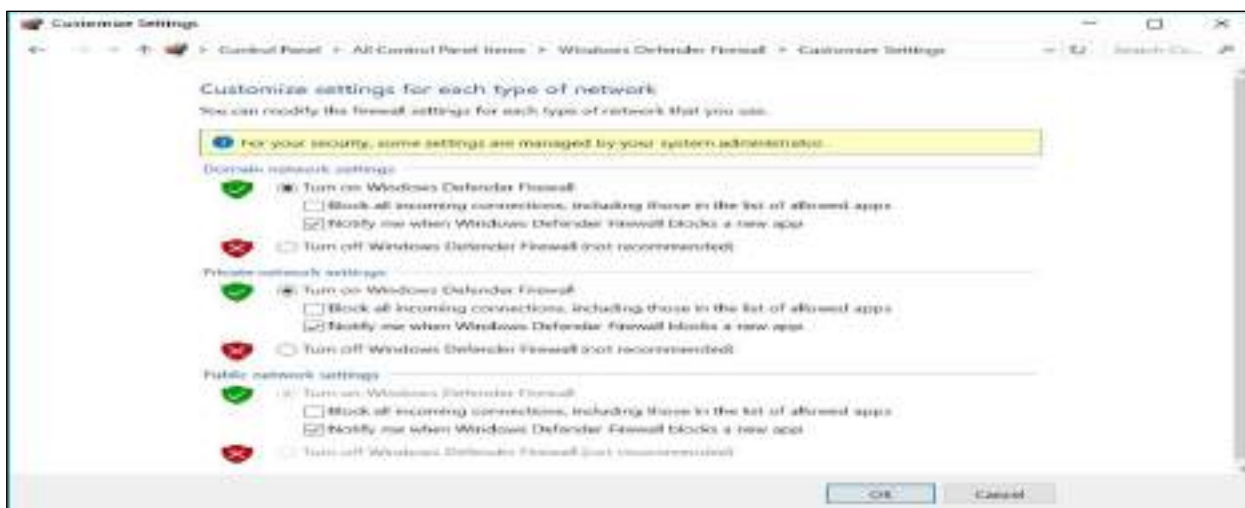 Customize Settings
Control Panel > All Control Panel Items > Windows Defender Firewall > Customize Settings
Customize settings for each type of network
You can modify the firewall settings for each type of network that you use.
For your security, some settings are managed by your system administrator.
Domain network settings
Turn on Windows Defender Firewall
Block all incoming connections, including those in the list of allowed apps
Notify me when Windows Defender Firewall blocks a new app
Turn off Windows Defender Firewall (not recommended)
Private network settings
Turn on Windows Defender Firewall
Block all incoming connections, including those in the list of allowed apps
Notify me when Windows Defender Firewall blocks a new app
Turn off Windows Defender Firewall (not recommended)
Public network settings
Turn on Windows Defender Firewall
Block all incoming connections, including those in the list of allowed apps
Notify me when Windows Defender Firewall blocks a new app
Turn off Windows Defender Firewall (not recommended)
OK Cancel